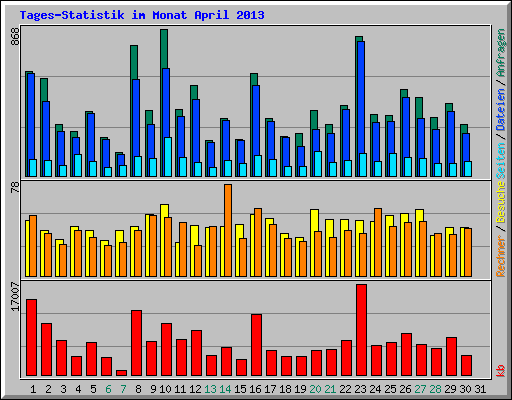 Tages-Statistik im Monat April 2013
868
78
17007
Rechner / Besuche Seiten / Dateien / Anfragen
kb
1 2 3 4 5 6 7 8 9 10 11 12 13 14 15 16 17 18 19 20 21 22 23 24 25 26 27 28 29 30 31